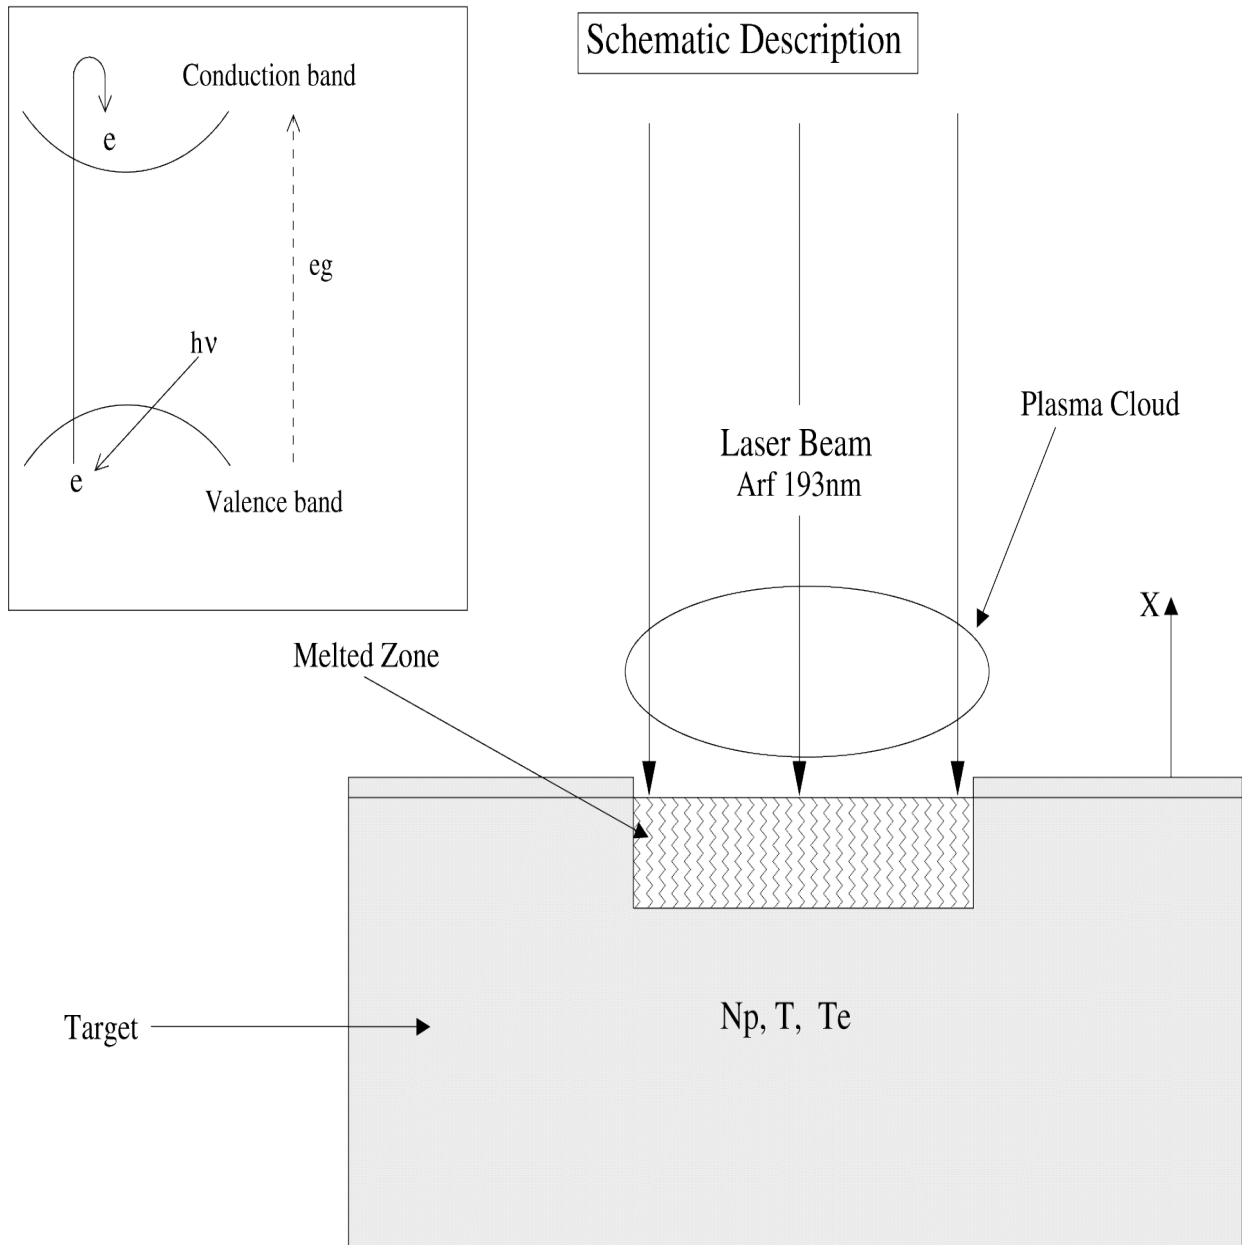 Schematic Description
Conduction band
e
eg
hν
e
Valence band
Laser Beam
Arf 193nm
Plasma Cloud
X
Melted Zone
Target
Np, T, Te